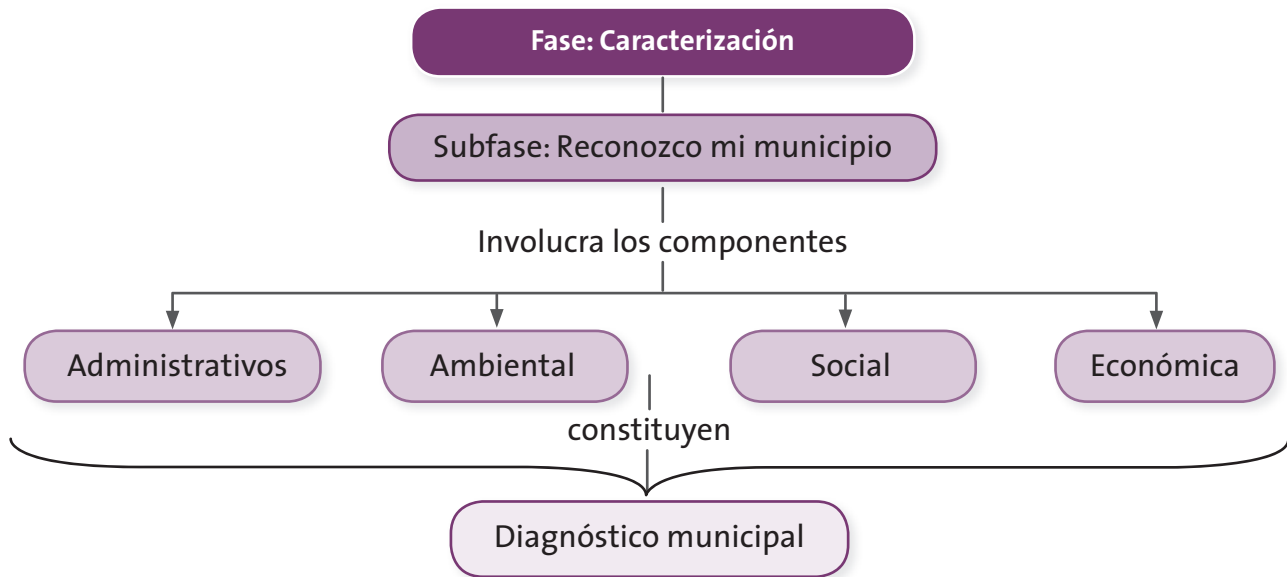 Fase: Caracterización
Subfase: Reconozco mi municipio
Involucra los componentes
Administrativos
Ambiental
Social
Económica
constituyen
Diagnóstico municipal